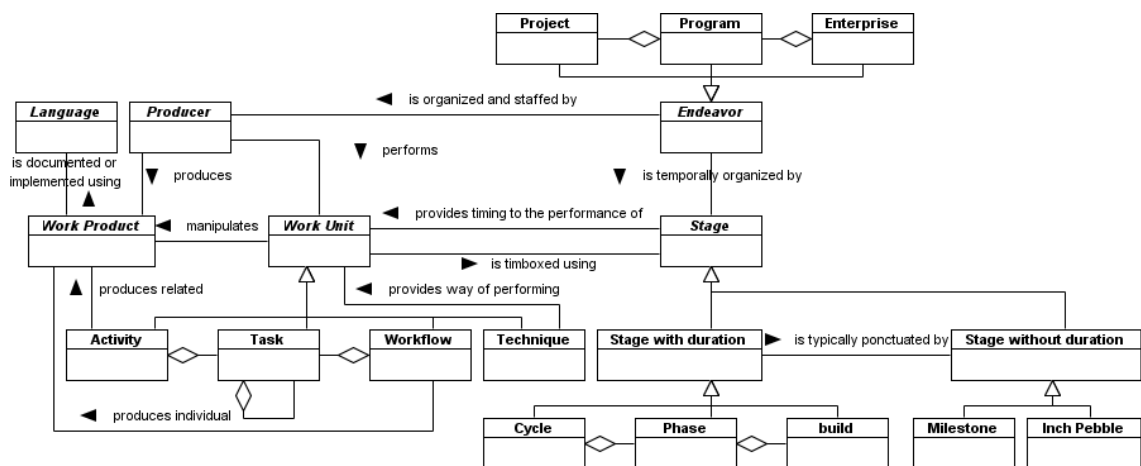 Project
Program
Enterprise
is organized and staffed by
Language
Producer
Endeavor
performs
is documented or
implemented using
produces
is temporally organized by
provides timing to the performance of
Work Product
manipulates
Work Unit
Stage
is timboxed using
produces related
provides way of performing
Activity
Task
Workflow
Technique
Stage with duration
is typically ponctuated by
Stage without duration
produces individual
Cycle
Phase
build
Milestone
Inch Pebble